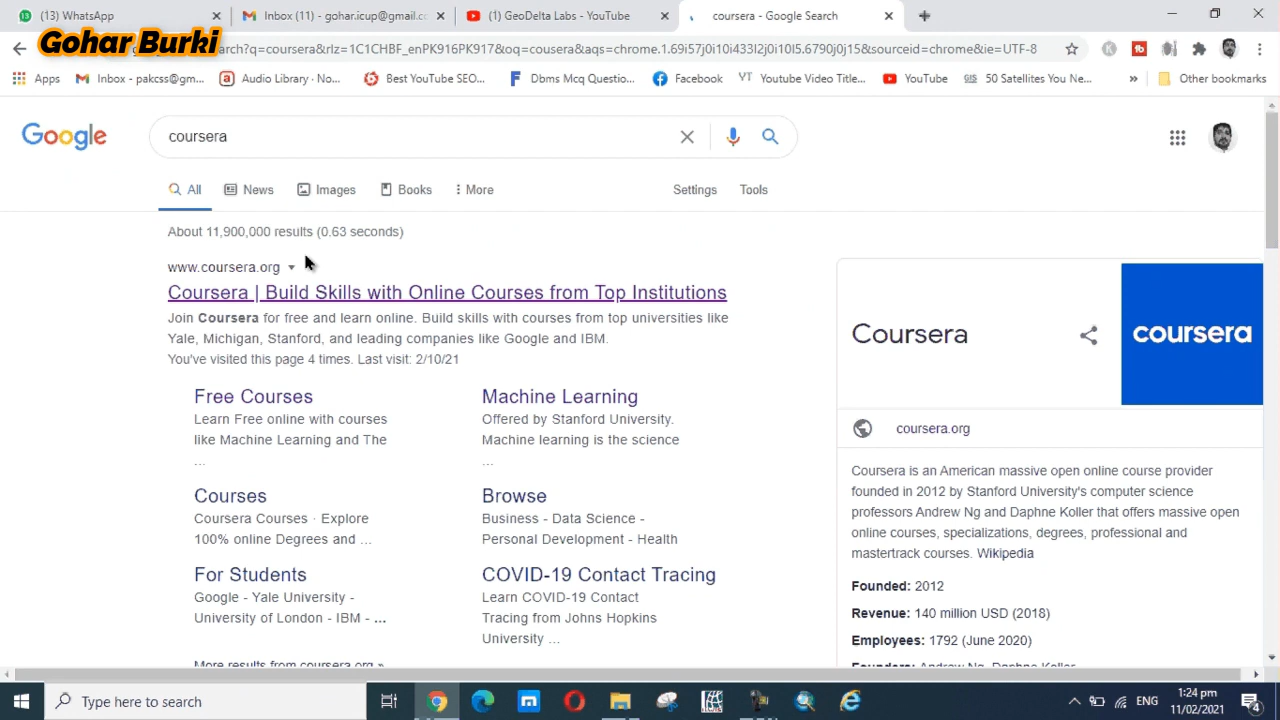 (13) WhatsApp
Inbox (11) - gohar.icup@gmail.c
(1) GeoDelta Labs - YouTube
coursera - Google Search
Gohar Burki
search?q=coursera&rlz=1C1CHBF_enPK916PK917&oq=cousera&aqs=chrome.1.69i57j0i10i433l2j0i10l5.6790j0j15&sourceid=chrome&ie=UTF-8
Apps
Inbox - pakcss@gm...
Audio Library · No...
Best YouTube SEO...
Dbms Mcq Questio...
Facebook
YouTube Video Title...
YouTube
50 Satellites You Ne...
»
Other bookmarks
Google
coursera
All
News
Images
Books
More
Settings
Tools
About 11,900,000 results (0.63 seconds)
www.coursera.org
Coursera | Build Skills with Online Courses from Top Institutions
Join Coursera for free and learn online. Build skills with courses from top universities like
Yale, Michigan, Stanford, and leading companies like Google and IBM.
You've visited this page 4 times. Last visit: 2/10/21
Free Courses
Learn Free online with courses
like Machine Learning and The
...
Machine Learning
Offered by Stanford University.
Machine learning is the science
...
Courses
Coursera Courses · Explore
100% online Degrees and ...
Browse
Business - Data Science -
Personal Development - Health
For Students
Google - Yale University -
University of London - IBM - ...
COVID-19 Contact Tracing
Learn COVID-19 Contact
Tracing from Johns Hopkins
University ...
More results from coursera.org »
Coursera
coursera
coursera.org
Coursera is an American massive open online course provider
founded in 2012 by Stanford University's computer science
professors Andrew Ng and Daphne Koller that offers massive open
online courses, specializations, degrees, professional and
mastertrack courses. Wikipedia
Founded: 2012
Revenue: 140 million USD (2018)
Employees: 1792 (June 2020)
Founders: Andrew Ng, Daphne Koller
Type here to search
ENG
1:24 pm
11/02/2021
4